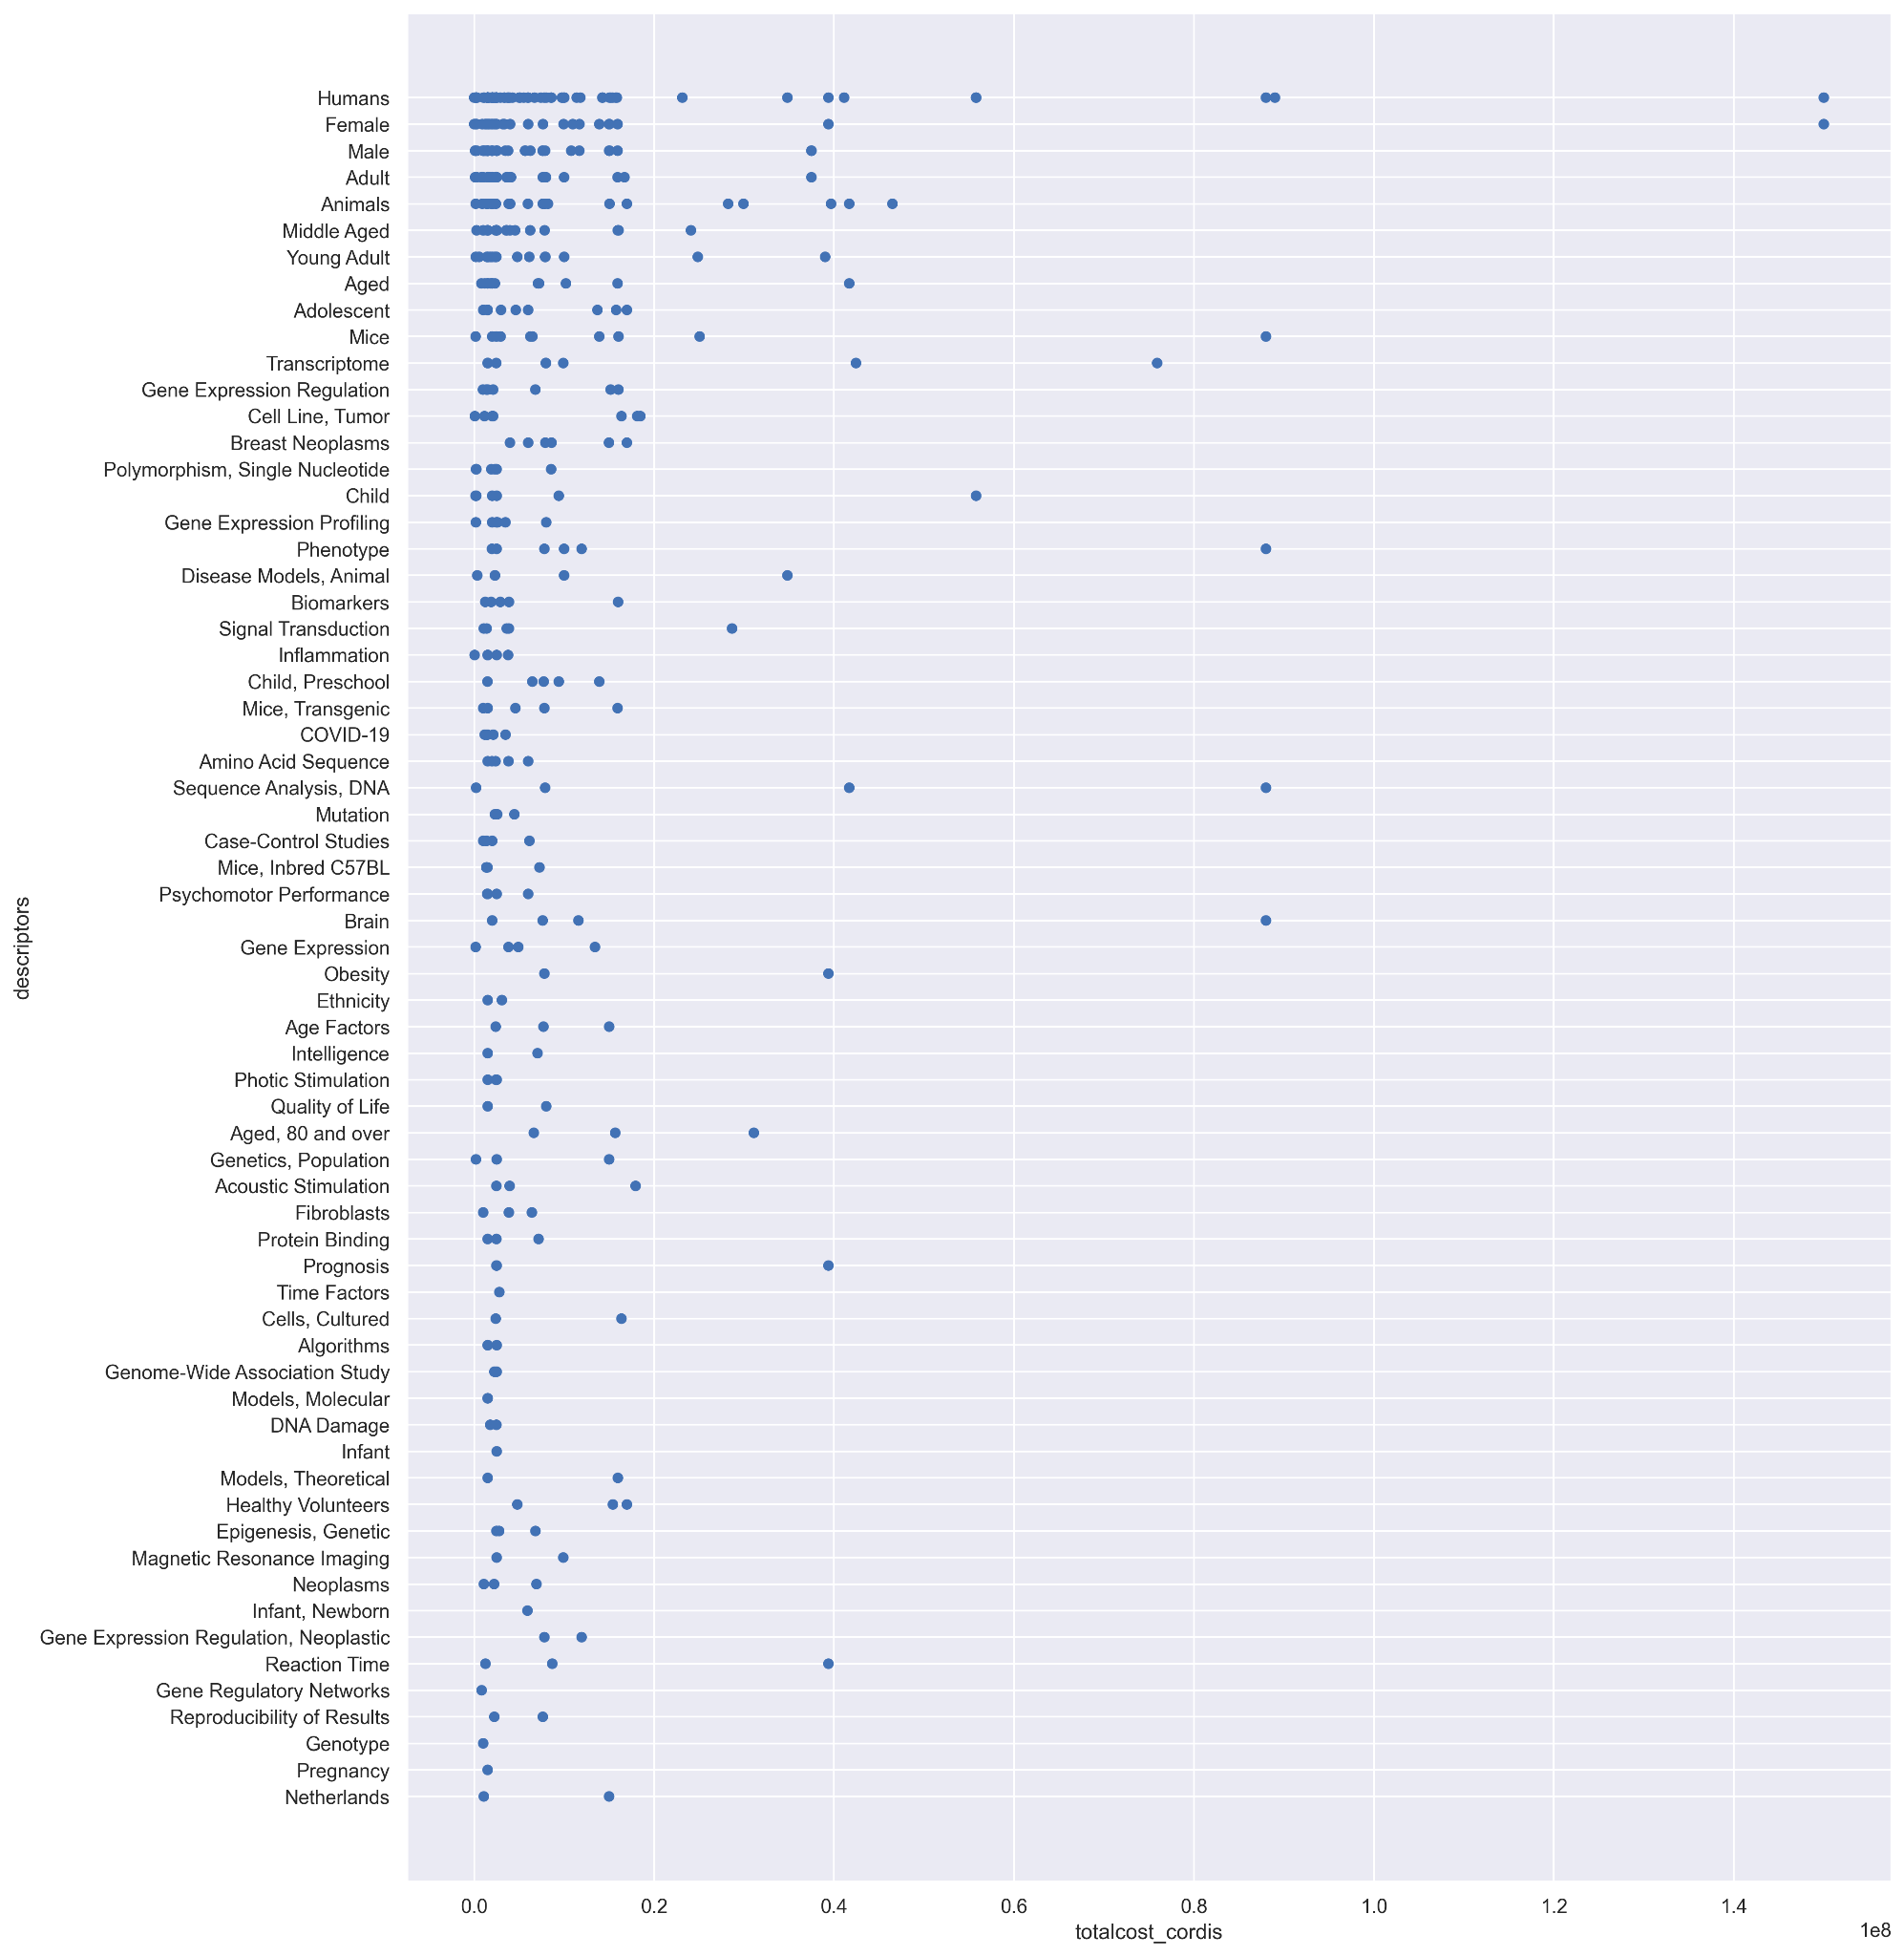 Humans
Female
Male
Adult
Animals
Middle Aged
Young Adult
Aged
Adolescent
Mice
Transcriptome
Gene Expression Regulation
Cell Line, Tumor
Breast Neoplasms
Polymorphism, Single Nucleotide
Child
Gene Expression Profiling
Phenotype
Disease Models, Animal
Biomarkers
Signal Transduction
Inflammation
Child, Preschool
Mice, Transgenic
COVID-19
Amino Acid Sequence
Sequence Analysis, DNA
Mutation
Case-Control Studies
Mice, Inbred C57BL
Psychomotor Performance
Brain
Gene Expression
Obesity
Ethnicity
Age Factors
Intelligence
Photic Stimulation
Quality of Life
Aged, 80 and over
Genetics, Population
Acoustic Stimulation
Fibroblasts
Protein Binding
Prognosis
Time Factors
Cells, Cultured
Algorithms
Genome-Wide Association Study
Models, Molecular
DNA Damage
Infant
Models, Theoretical
Healthy Volunteers
Epigenesis, Genetic
Magnetic Resonance Imaging
Neoplasms
Infant, Newborn
Gene Expression Regulation, Neoplastic
Reaction Time
Gene Regulatory Networks
Reproducibility of Results
Genotype
Pregnancy
Netherlands
descriptors
0.0 0.2 0.4 0.6 0.8 1.0 1.2 1.4
totalcost_cordis
1e8